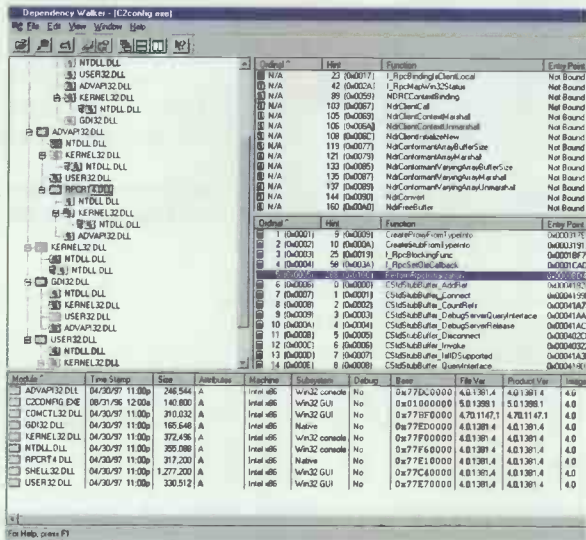 Dependency Walker - [C2config.exe]
File Edit View Window Help
NTDLL.DLL
USER32.DLL
ADVAPI32.DLL
KERNEL32.DLL
NTDLL.DLL
GDI32.DLL
ADVAPI32.DLL
NTDLL.DLL
KERNEL32.DLL
NTDLL.DLL
USER32.DLL
RPCRT4.DLL
NTDLL.DLL
KERNEL32.DLL
NTDLL.DLL
ADVAPI32.DLL
KERNEL32.DLL
NTDLL.DLL
NTDLL.DLL
GDI32.DLL
NTDLL.DLL
KERNEL32.DLL
USER32.DLL
ADVAPI32.DLL
USER32.DLL
NTDLL.DLL
KERNEL32.DLL
Ordinal ^ Hint Function Entry Point
N/A 23 (0x0017) I_RpcBindingIsClientLocal Not Bound
N/A 42 (0x002A) I_RpcMapWin32Status Not Bound
N/A 89 (0x0059) NDRCContextBinding Not Bound
N/A 103 (0x0067) NdrClientCall Not Bound
N/A 105 (0x0069) NdrClientContextMarshall Not Bound
N/A 106 (0x006A) NdrClientContextUnmarshall Not Bound
N/A 108 (0x006C) NdrClientInitializeNew Not Bound
N/A 119 (0x0077) NdrConformantArrayBufferSize Not Bound
N/A 121 (0x0079) NdrConformantArrayMarshall Not Bound
N/A 133 (0x0085) NdrConformantVaryingArrayBufferSize Not Bound
N/A 135 (0x0087) NdrConformantVaryingArrayMarshall Not Bound
N/A 137 (0x0089) NdrConformantVaryingArrayUnmarshall Not Bound
N/A 144 (0x0090) NdrConvert Not Bound
N/A 160 (0x00A0) NdrFreeBuffer Not Bound
Ordinal ^ Hint Function Entry Point
1 (0x0001) 9 (0x0009) CreateProxyFromTypeInfo
2 (0x0002) 10 (0x000A) CreateStubFromTypeInfo 0x0003191
3 (0x0003) 25 (0x0019) I_RpcBlockingFunc 0x0001BF7
4 (0x0004) 58 (0x003A) I_RpcSetOleCallback 0x0001CAD
5 (0x0005)
6 (0x0006) 0 (0x0000) CStdStubBuffer_AddRef
7 (0x0007) 1 (0x0001) CStdStubBuffer_Connect
8 (0x0008) 2 (0x0002) CStdStubBuffer_CountRefs 0x00041AA
9 (0x0009) 3 (0x0003) CStdStubBuffer_DebugServerQueryInterface
10 (0x000A) 4 (0x0004) CStdStubBuffer_DebugServerRelease 0x00041AC
11 (0x000B) 5 (0x0005) CStdStubBuffer_Disconnect
12 (0x000C) 6 (0x0006) CStdStubBuffer_Invoke
13 (0x000D) 7 (0x0007) CStdStubBuffer_IsIIDSupported 0x00041A3
14 (0x000E) 8 (0x0008) CStdStubBuffer_QueryInterface
Module ^ Time Stamp Size Attributes Machine Subsystem Debug Base File Ver Product Ver Image
ADVAPI32.DLL 04/30/97 11:00p 246,544 A Intel x86 Win32 console No 0x77DC0000 4.0.1381.4 4.0.1381.4 4.0
C2CONFIG.EXE 08/31/96 12:00a 140,800 A Intel x86 Win32 GUI No 0x01000000 5.0.1398.1 5.0.1398.1 4.0
COMCTL32.DLL 04/30/97 11:00p 310,032 A Intel x86 Win32 GUI No 0x77BF0000 4.70.1147.1 4.70.1147.1 4.0
GDI32.DLL 04/30/97 11:00p 165,648 A Intel x86 Native No 0x77ED0000 4.0.1381.4 4.0.1381.4 4.0
KERNEL32.DLL 04/30/97 11:00p 372,496 A Intel x86 Win32 console No 0x77F00000 4.0.1381.4 4.0.1381.4 4.0
NTDLL.DLL 04/30/97 11:00p 355,088 A Intel x86 Win32 console No 0x77F60000 4.0.1381.4 4.0.1381.4 4.0
RPCRT4.DLL 04/30/97 11:00p 317,200 A Intel x86 Native No 0x77E10000 4.0.1381.4 4.0.1381.4 4.0
SHELL32.DLL 04/30/97 11:00p 1,277,200 A Intel x86 Win32 GUI No 0x77C40000 4.0.1381.4 4.0.1381.4 4.0
USER32.DLL 04/30/97 11:00p 330,512 A Intel x86 Win32 GUI No 0x77E70000 4.0.1381.4 4.0.1381.4 4.0
For Help, press F1